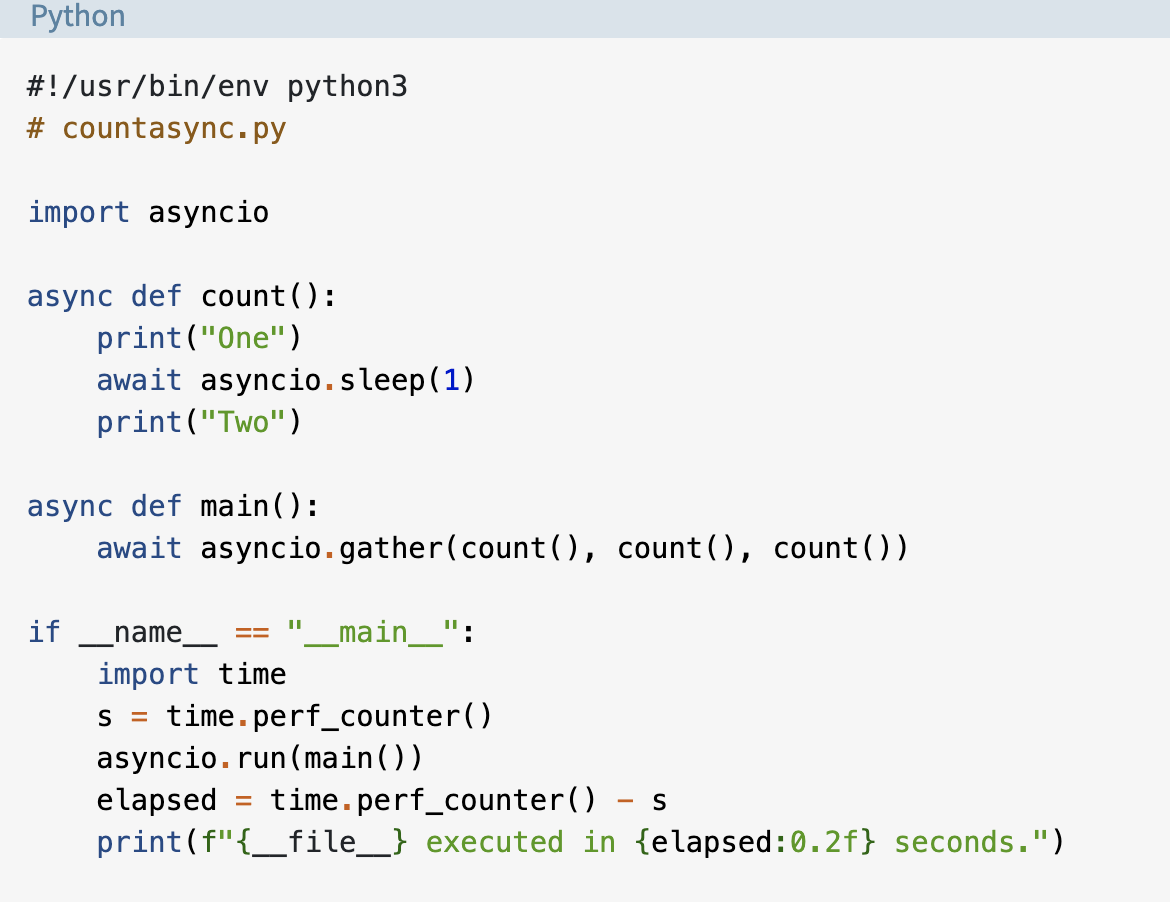 Python
#!/usr/bin/env python3
# countasync.py
import asyncio
async def count():
    print("One")
    await asyncio.sleep(1)
    print("Two")
async def main():
    await asyncio.gather(count(), count(), count())
if __name__ == "__main__":
    import time
    s = time.perf_counter()
    asyncio.run(main())
    elapsed = time.perf_counter() - s
    print(f"{__file__} executed in {elapsed:0.2f} seconds.")